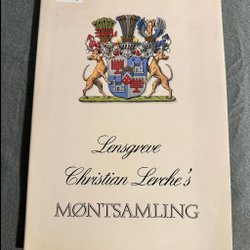 Lensgreve
Christian Lerche's
MØNTSAMLING